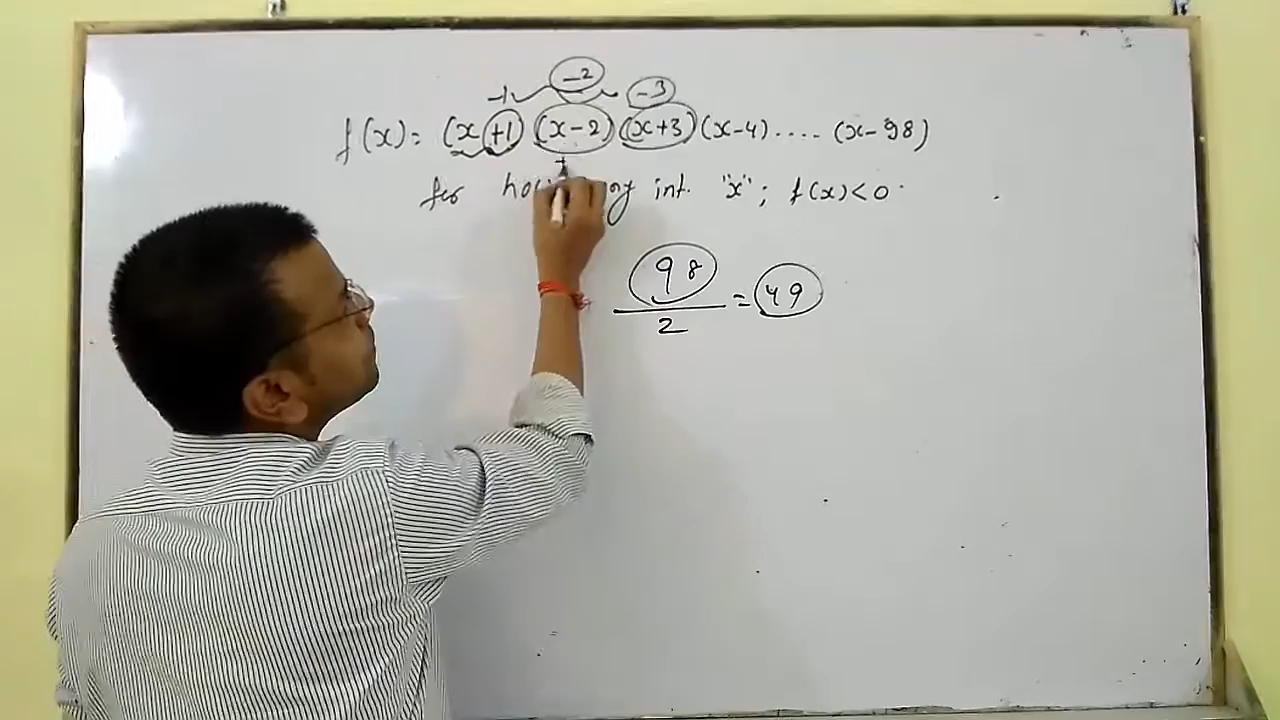 -1 -2 -3
f(x) = (x+1)(x-2)(x+3)(x-4).....(x-98)
+
for int. "x"; f(x)<0
98
2
= 49